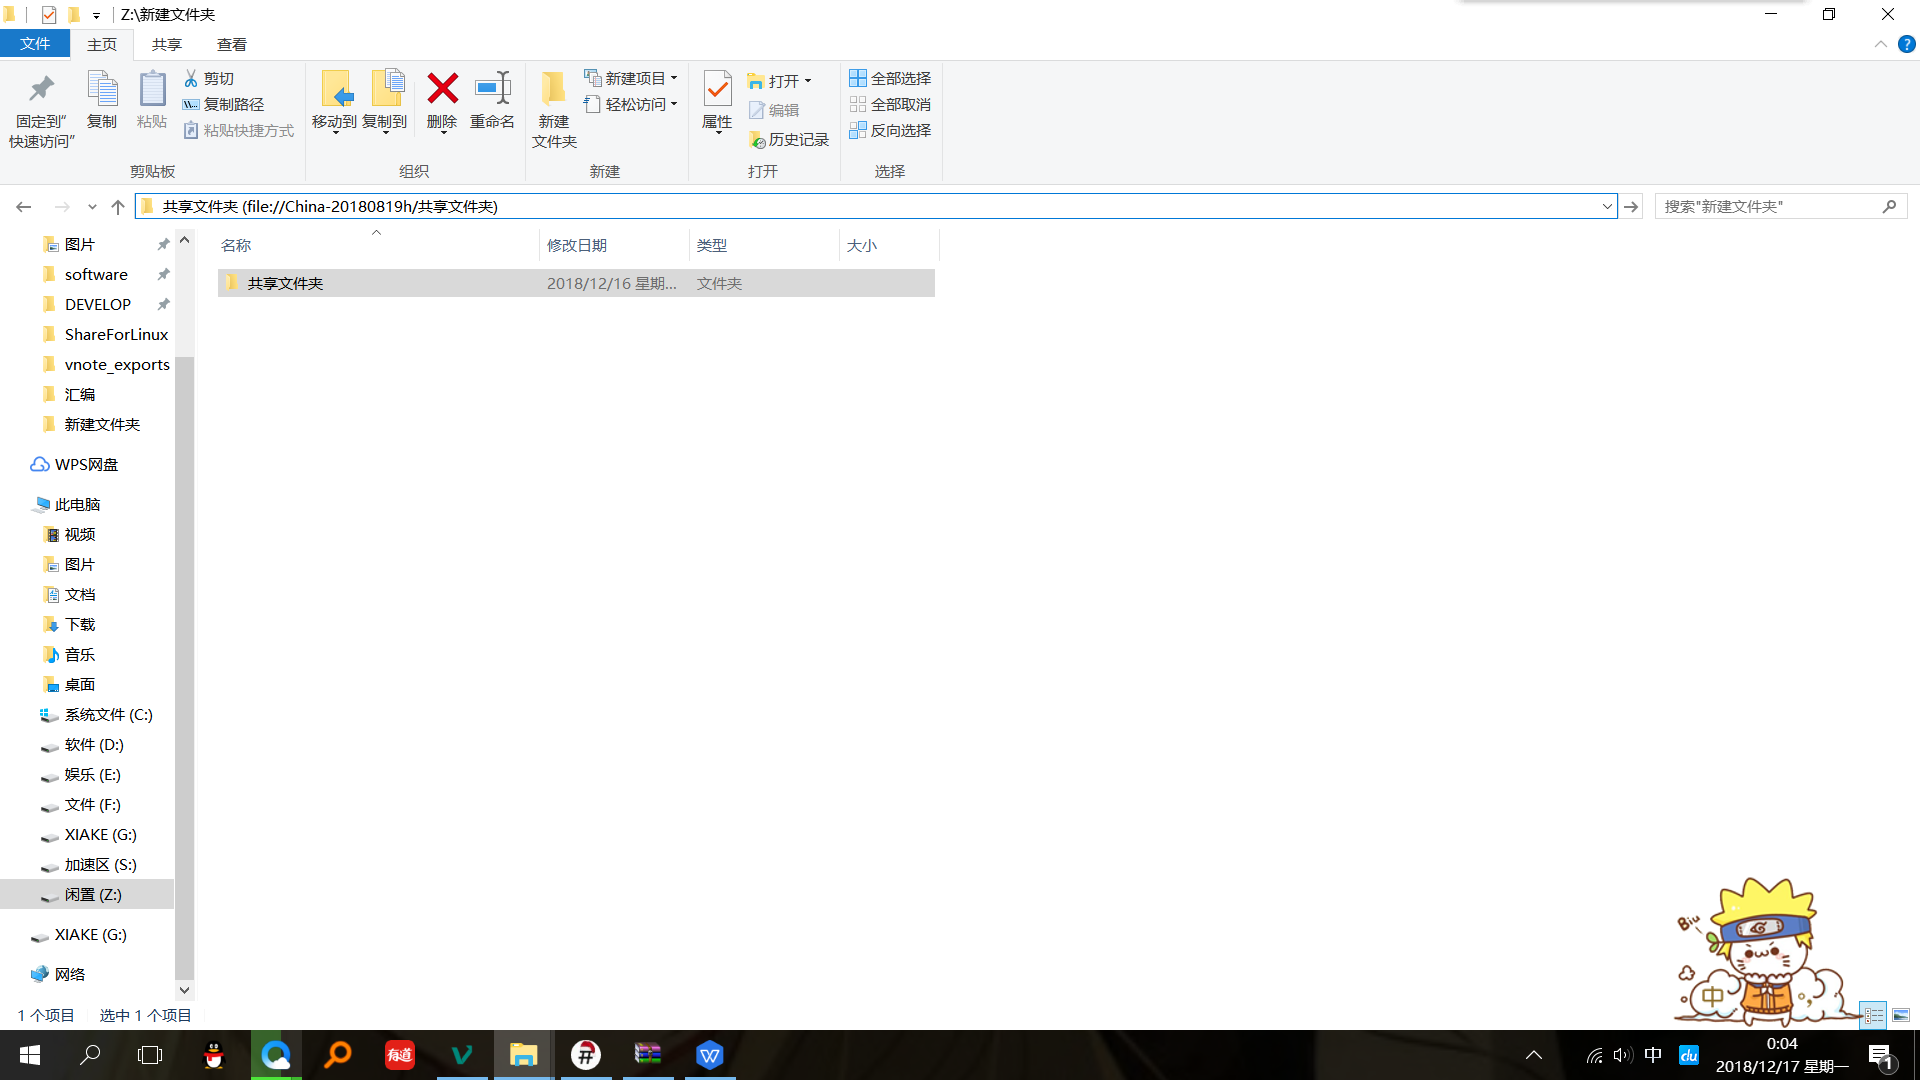 Z:\新建文件夹
文件
主页
共享
查看
固定到"
快速访问"
复制
粘贴
剪切
复制路径
粘贴快捷方式
剪贴板
移动到
复制到
删除
重命名
组织
新建
文件夹
新建项目
轻松访问
新建
属性
打开
编辑
历史记录
打开
全部选择
全部取消
反向选择
选择
共享文件夹 (file://China-20180819h/共享文件夹)
搜索"新建文件夹"
名称
修改日期
类型
大小
共享文件夹
2018/12/16 星期...
文件夹
图片
software
DEVELOP
ShareForLinux
vnote_exports
汇编
新建文件夹
WPS网盘
此电脑
视频
图片
文档
下载
音乐
桌面
系统文件 (C:)
软件 (D:)
娱乐 (E:)
文件 (F:)
XIAKE (G:)
加速区 (S:)
闲置 (Z:)
XIAKE (G:)
网络
Biu
中
1 个项目
选中 1 个项目
有道
中
du
0:04
2018/12/17 星期一
1